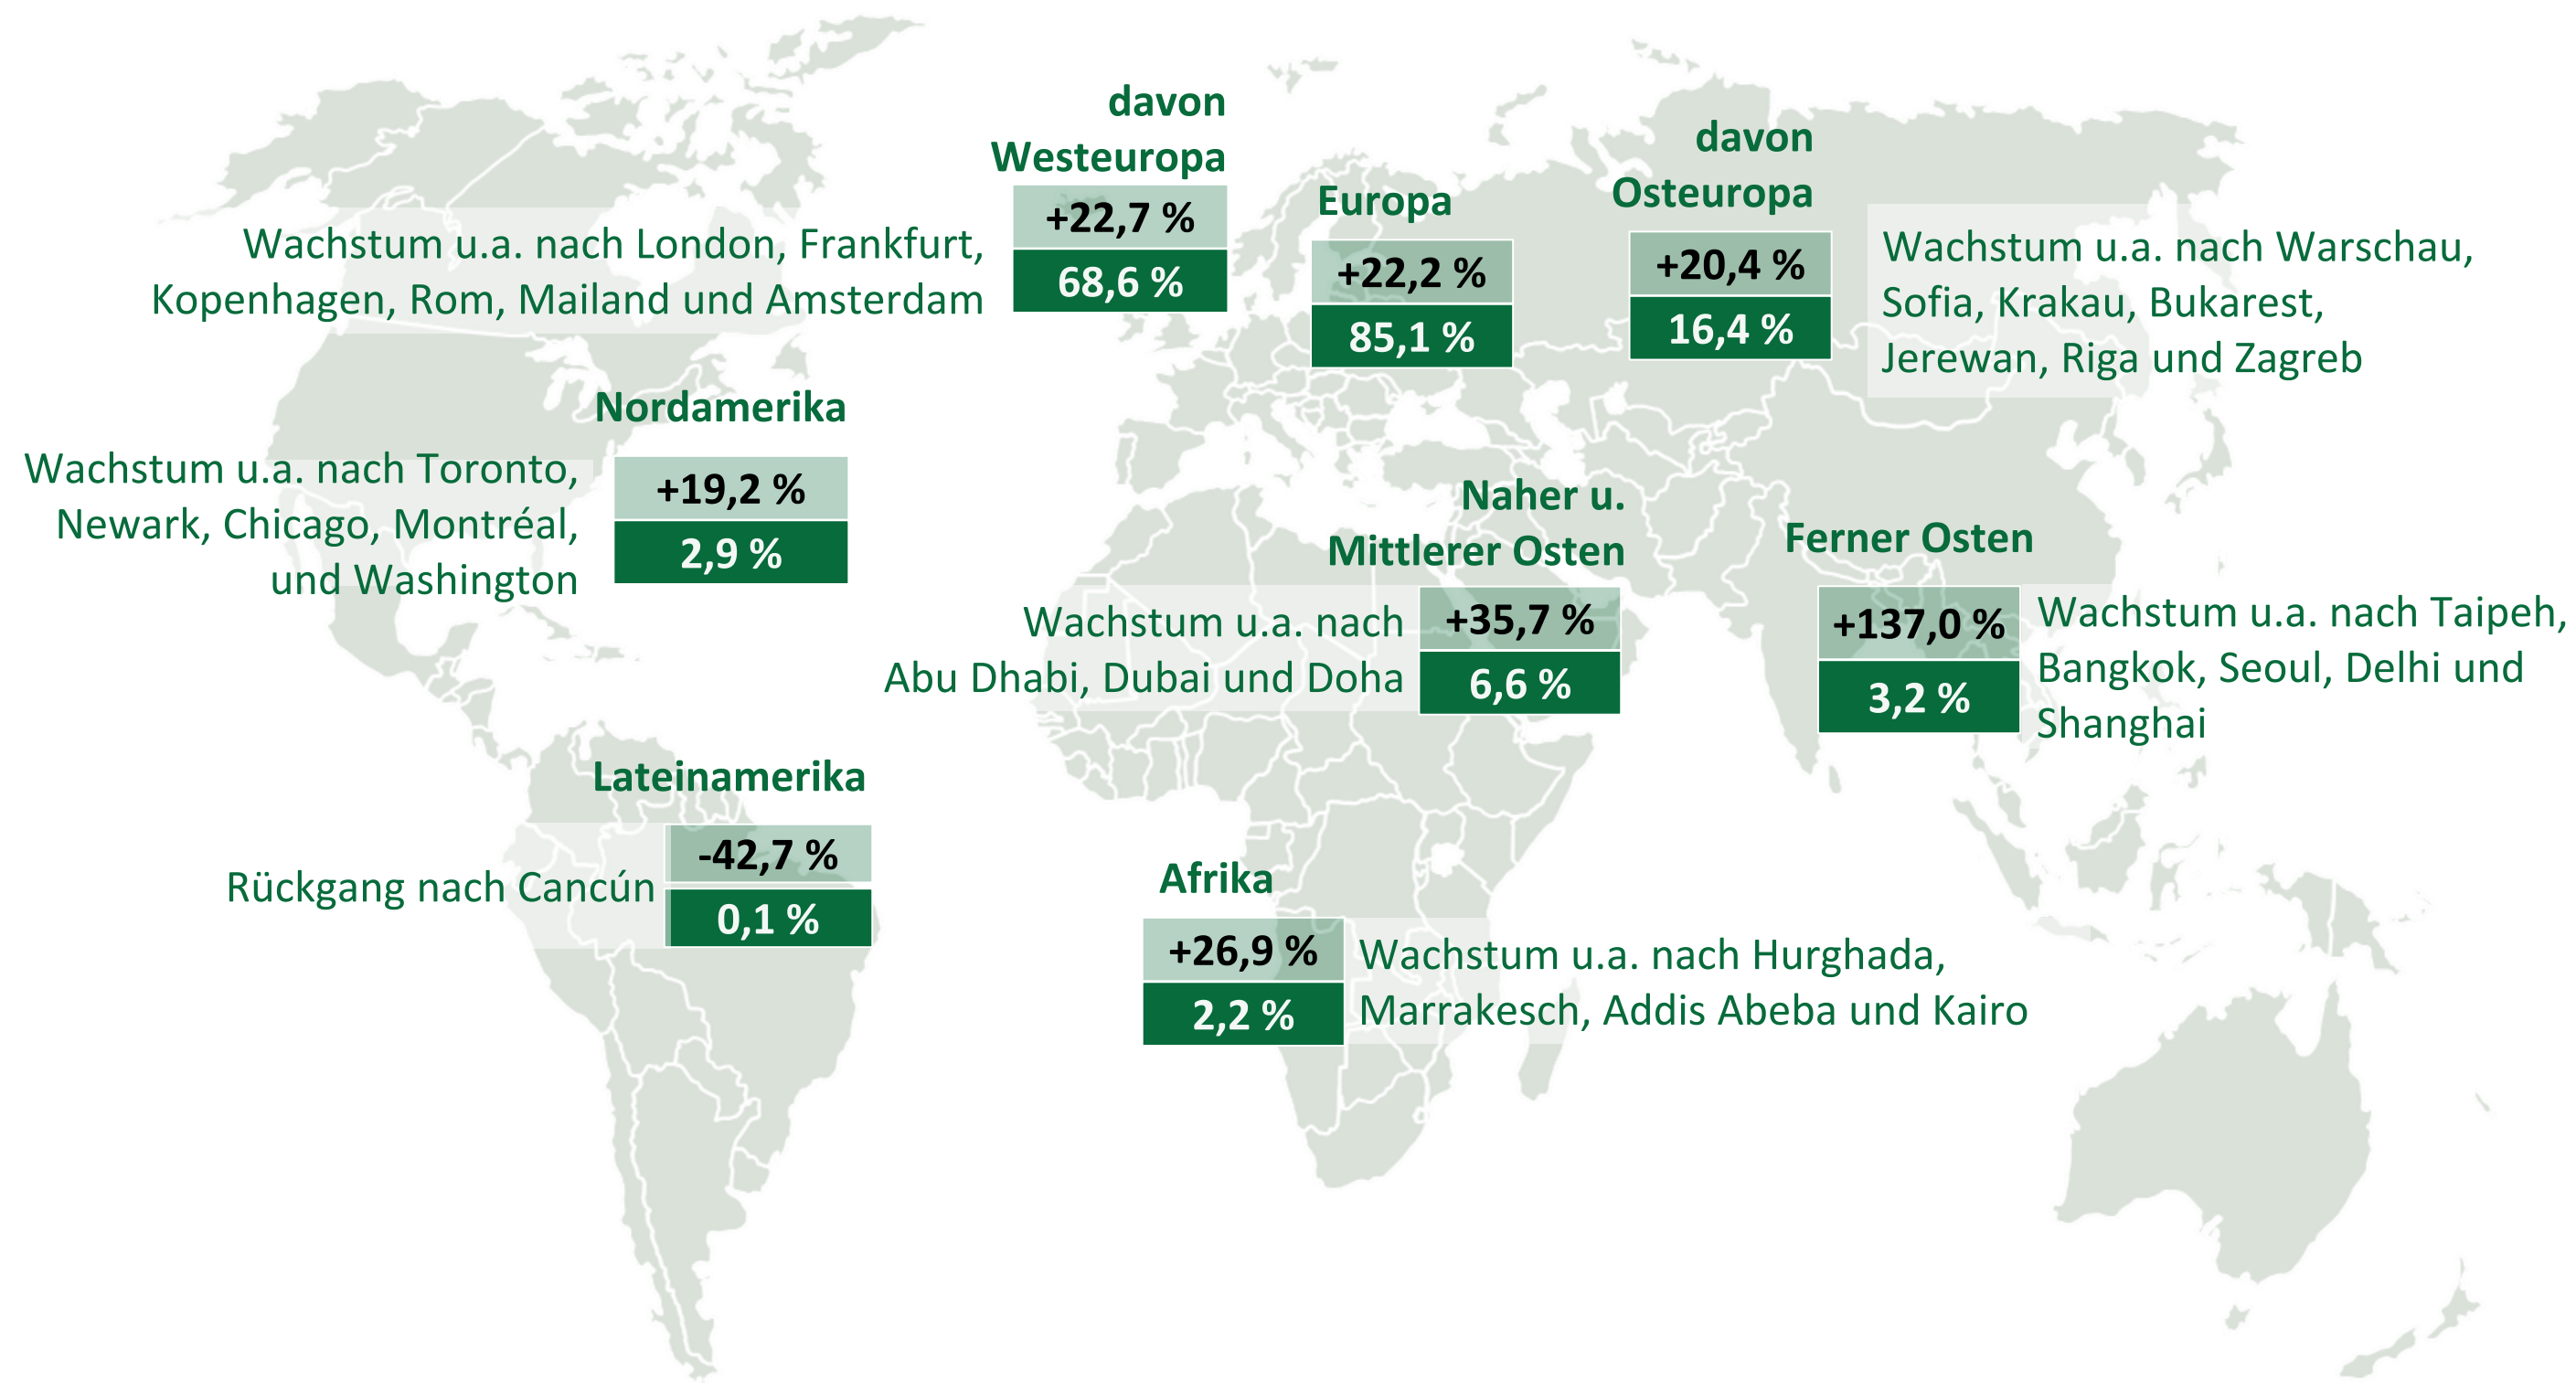 davon
Westeuropa
+22,7 %
68,6 %
Wachstum u.a. nach London, Frankfurt,
Kopenhagen, Rom, Mailand und Amsterdam
Europa
+22,2 %
85,1 %
davon
Osteuropa
+20,4 %
16,4 %
Wachstum u.a. nach Warschau,
Sofia, Krakau, Bukarest,
Jerewan, Riga und Zagreb
Nordamerika
+19,2 %
2,9 %
Wachstum u.a. nach Toronto,
Newark, Chicago, Montréal,
und Washington
Naher u.
Mittlerer Osten
+35,7 %
6,6 %
Wachstum u.a. nach
Abu Dhabi, Dubai und Doha
Ferner Osten
+137,0 %
3,2 %
Wachstum u.a. nach Taipeh,
Bangkok, Seoul, Delhi und
Shanghai
Lateinamerika
-42,7 %
0,1 %
Rückgang nach Cancún
Afrika
+26,9 %
2,2 %
Wachstum u.a. nach Hurghada,
Marrakesch, Addis Abeba und Kairo